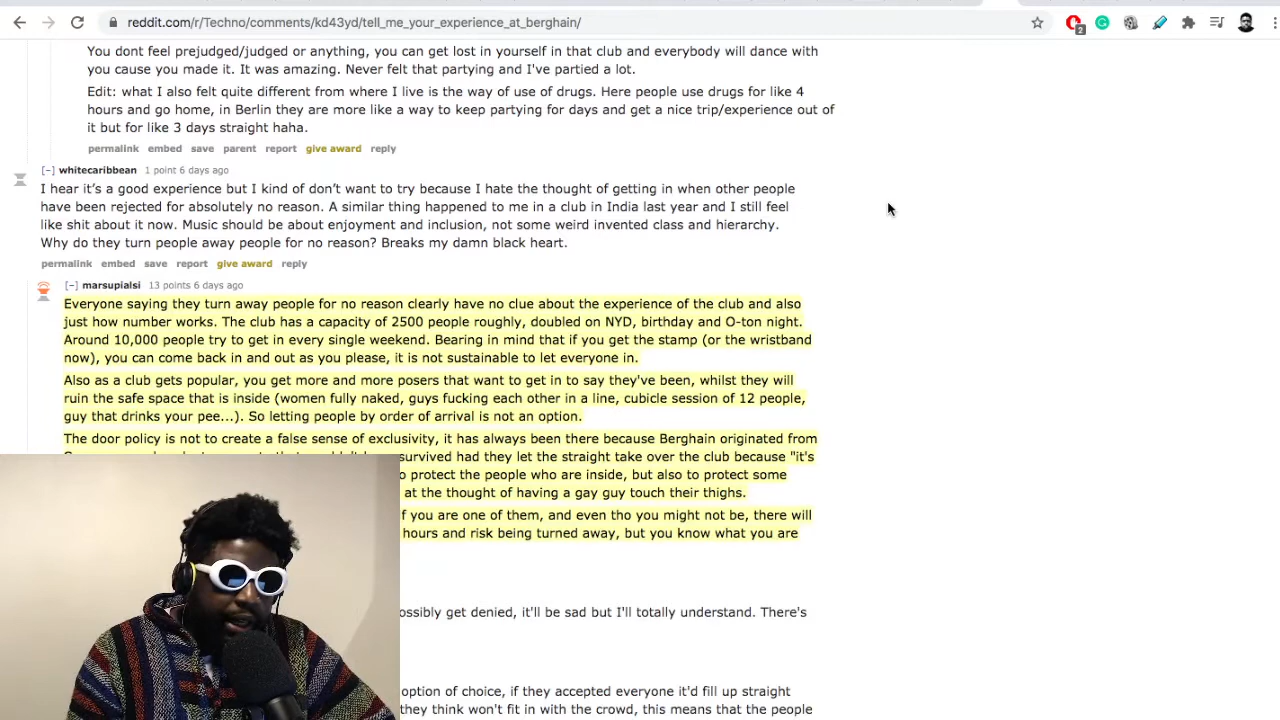 reddit.com/r/Techno/comments/kd43yd/tell_me_your_experience_at_berghain/
2
You dont feel prejudged/judged or anything, you can get lost in yourself in that club and everybody will dance with
you cause you made it. It was amazing. Never felt that partying and I've partied a lot.
Edit: what I also felt quite different from where I live is the way of use of drugs. Here people use drugs for like 4
hours and go home, in Berlin they are more like a way to keep partying for days and get a nice trip/experience out of
it but for like 3 days straight haha.
permalink embed save parent report give award reply
[–] whitecaribbean 1 point 6 days ago
I hear it's a good experience but I kind of don't want to try because I hate the thought of getting in when other people
have been rejected for absolutely no reason. A similar thing happened to me in a club in India last year and I still feel
like shit about it now. Music should be about enjoyment and inclusion, not some weird invented class and hierarchy.
Why do they turn people away people for no reason? Breaks my damn black heart.
permalink embed save report give award reply
[–] marsupialsi 13 points 6 days ago
Everyone saying they turn away people for no reason clearly have no clue about the experience of the club and also
just how number works. The club has a capacity of 2500 people roughly, doubled on NYD, birthday and O-ton night.
Around 10,000 people try to get in every single weekend. Bearing in mind that if you get the stamp (or the wristband
now), you can come back in and out as you please, it is not sustainable to let everyone in.
Also as a club gets popular, you get more and more posers that want to get in to say they've been, whilst they will
ruin the safe space that is inside (women fully naked, guys fucking each other in a line, cubicle session of 12 people,
guy that drinks your pee...). So letting people by order of arrival is not an option.
The door policy is not to create a false sense of exclusivity, it has always been there because Berghain originated from
survived had they let the straight take over the club because "it's
o protect the people who are inside, but also to protect some
at the thought of having a gay guy touch their thighs.
f you are one of them, and even tho you might not be, there will
hours and risk being turned away, but you know what you are
ossibly get denied, it'll be sad but I'll totally understand. There's
option of choice, if they accepted everyone it'd fill up straight
they think won't fit in with the crowd, this means that the people